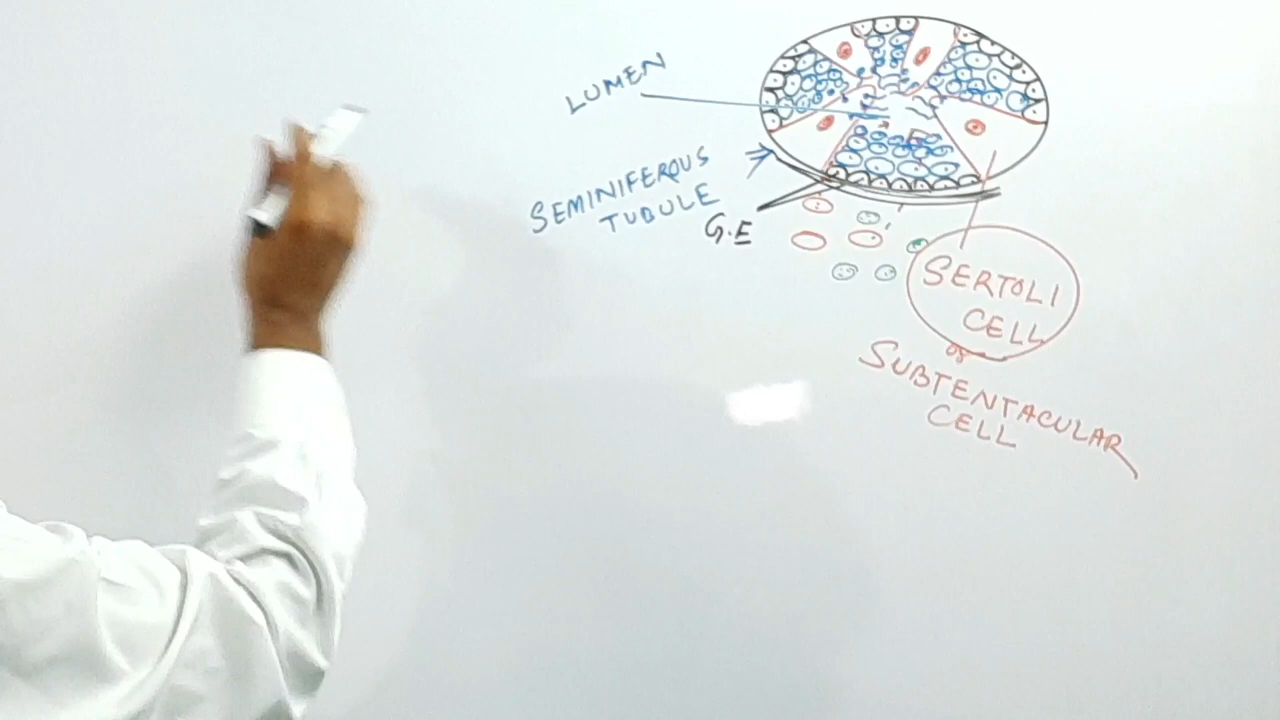 LUMEN
SEMINIFEROUS
TUBULE
G.E
SERTOLI
CELL
or
SUBTENTACULAR
CELL